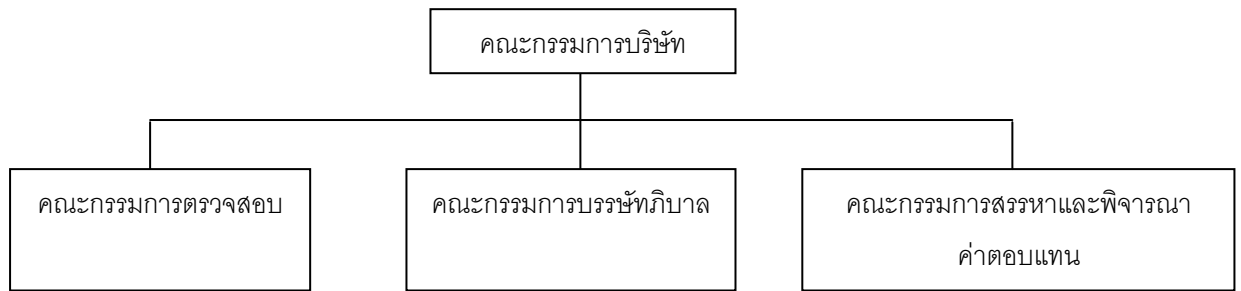 คณะกรรมการบริษัท
คณะกรรมการตรวจสอบ
คณะกรรมการบรรษัทภิบาล
คณะกรรมการสรรหาและพิจารณา
ค่าตอบแทน